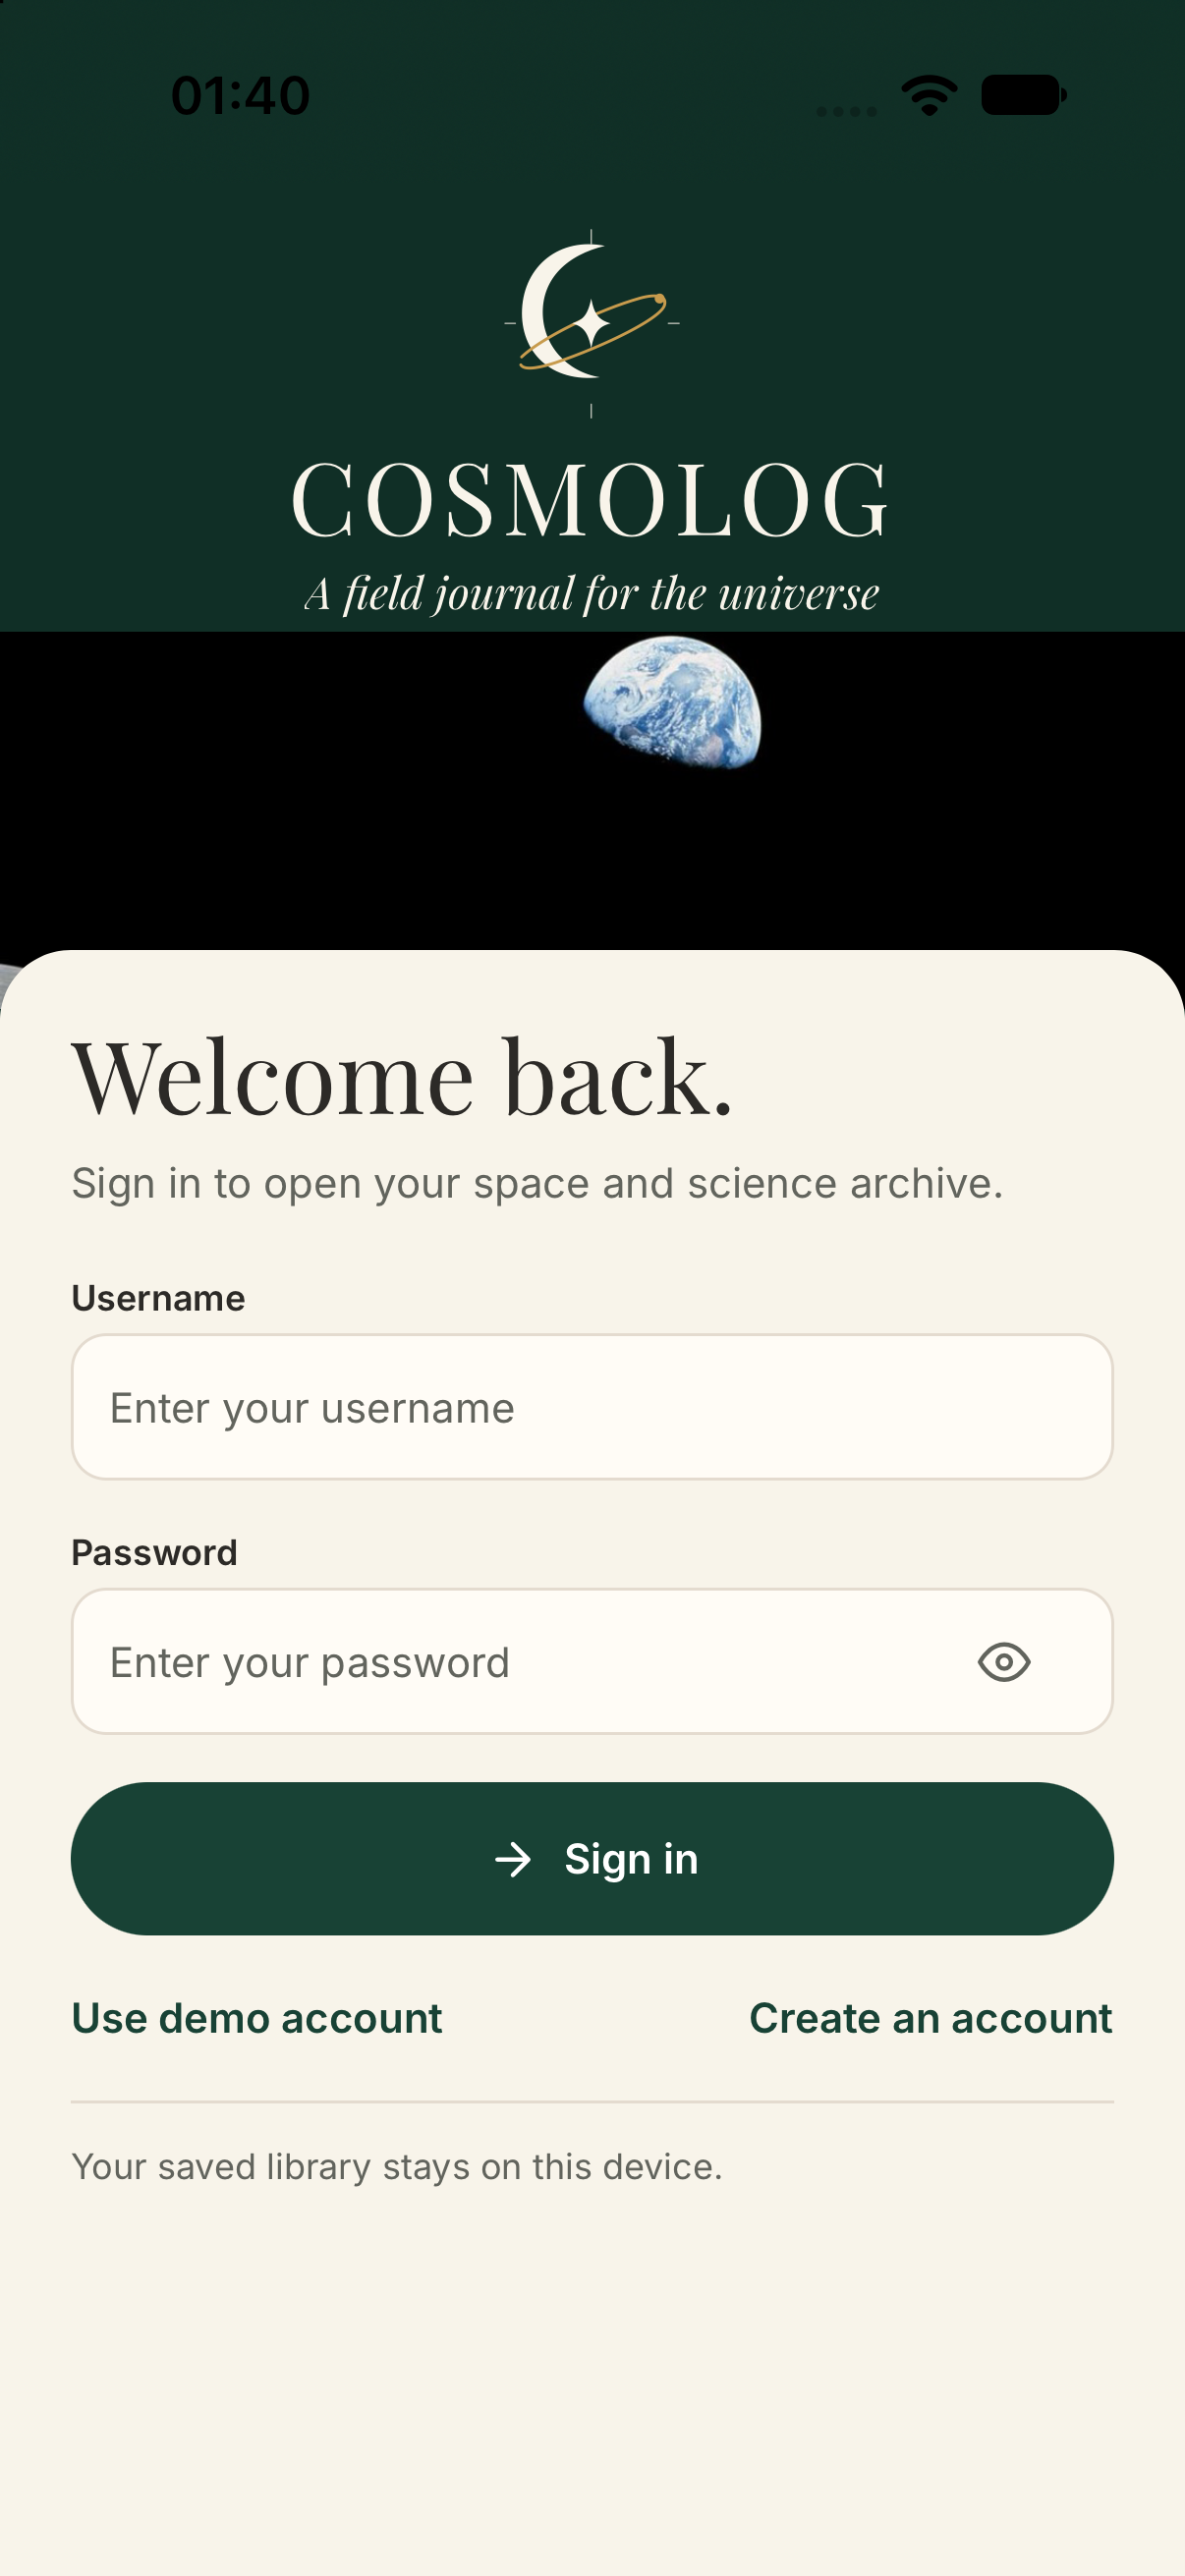 01:40
COSMOLOG
A field journal for the universe
Welcome back.
Sign in to open your space and science archive.
Username
Enter your username
Password
Enter your password
Sign in
Use demo account
Create an account
Your saved library stays on this device.